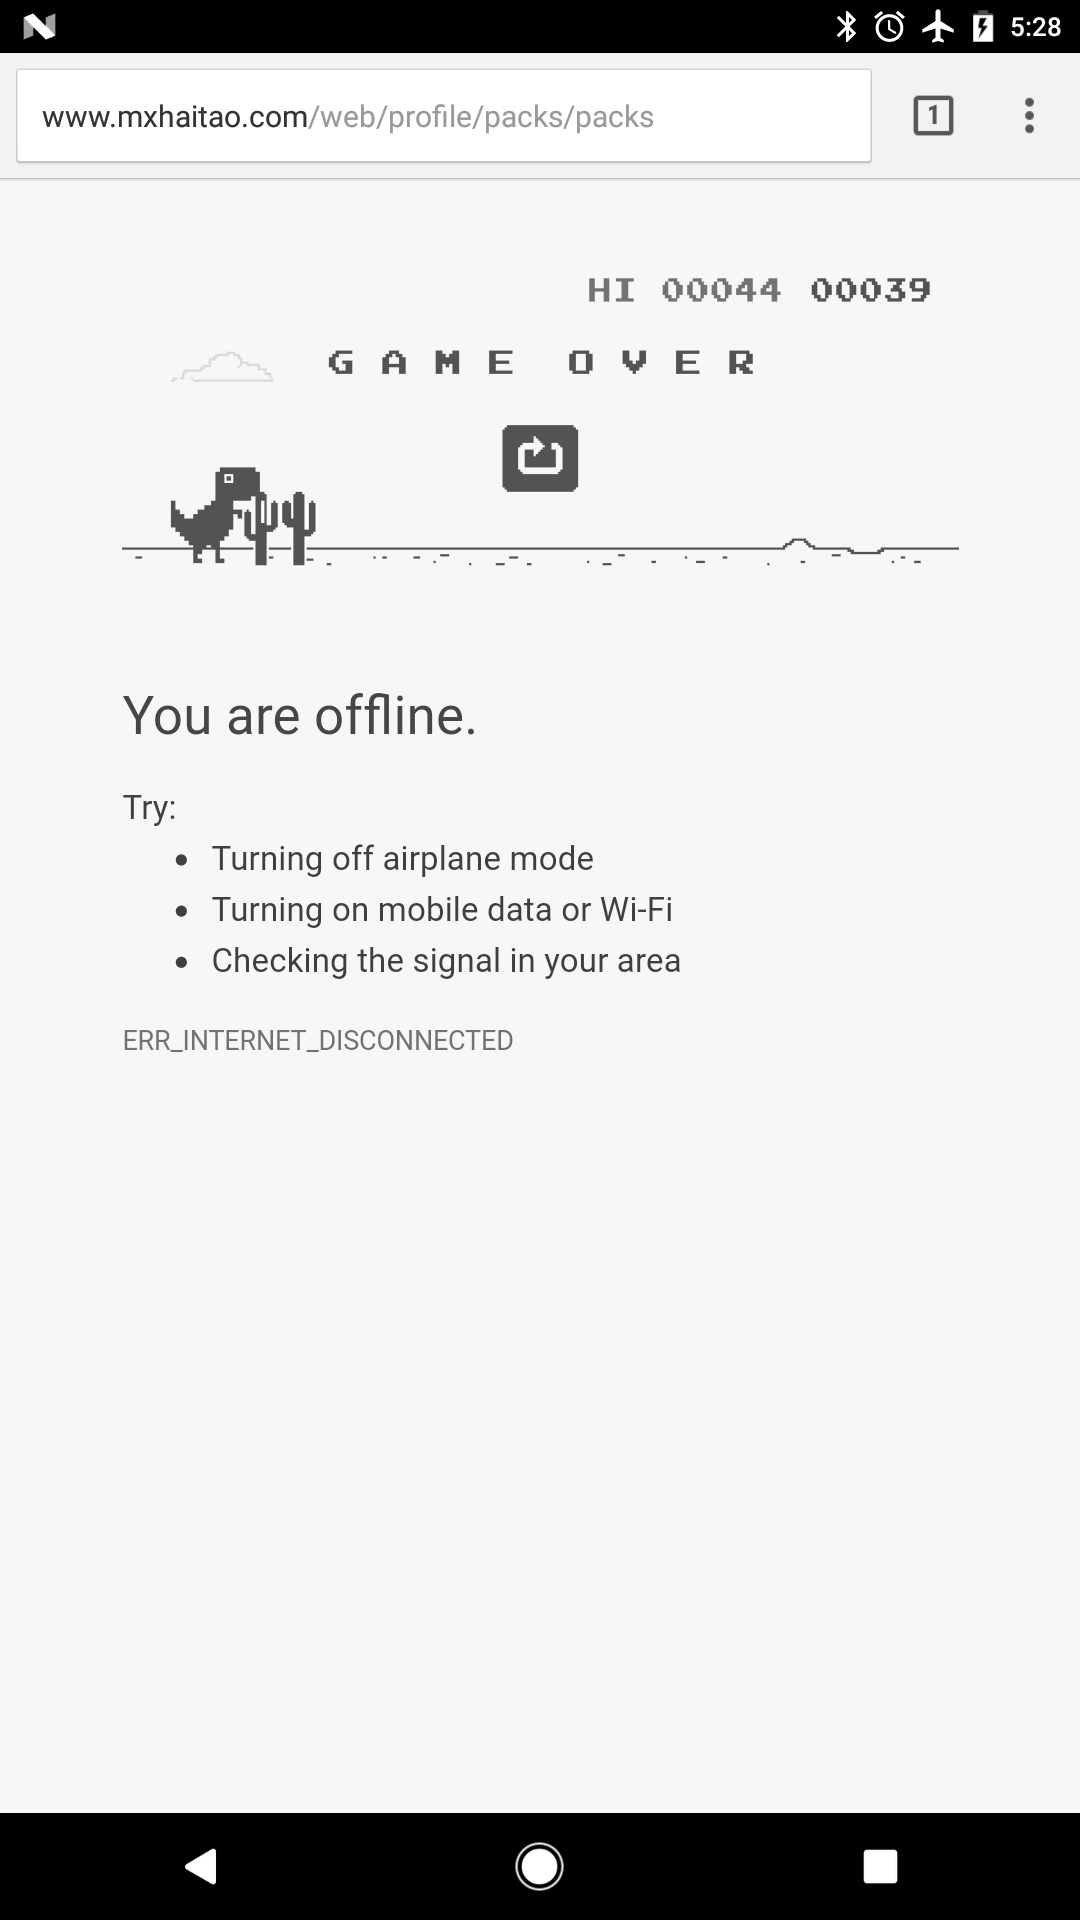 5:28
www.mxhaitao.com/web/profile/packs/packs
1
HI 00044 00039
GAME OVER
You are offline.
Try:
• Turning off airplane mode
• Turning on mobile data or Wi-Fi
• Checking the signal in your area
ERR_INTERNET_DISCONNECTED